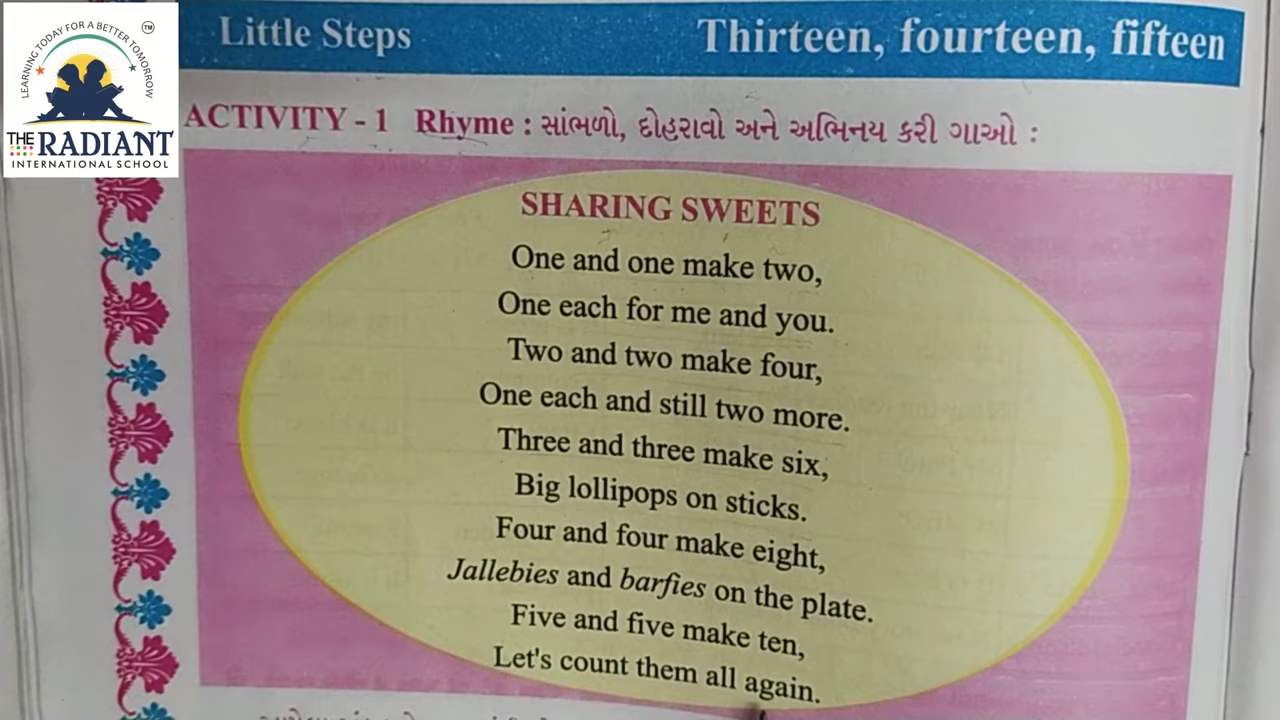 LEARNING TODAY FOR A BETTER TOMORROW
TM
THE RADIANT
INTERNATIONAL SCHOOL
Little Steps
Thirteen, fourteen, fifteen
ACTIVITY - 1 Rhyme : સાંભળો, દોહરાવો અને અભિનય કરી ગાઓ :
SHARING SWEETS
One and one make two,
One each for me and you.
Two and two make four,
One each and still two more.
Three and three make six,
Big lollipops on sticks.
Four and four make eight,
Jallebies and barfies on the plate.
Five and five make ten,
Let's count them all again.